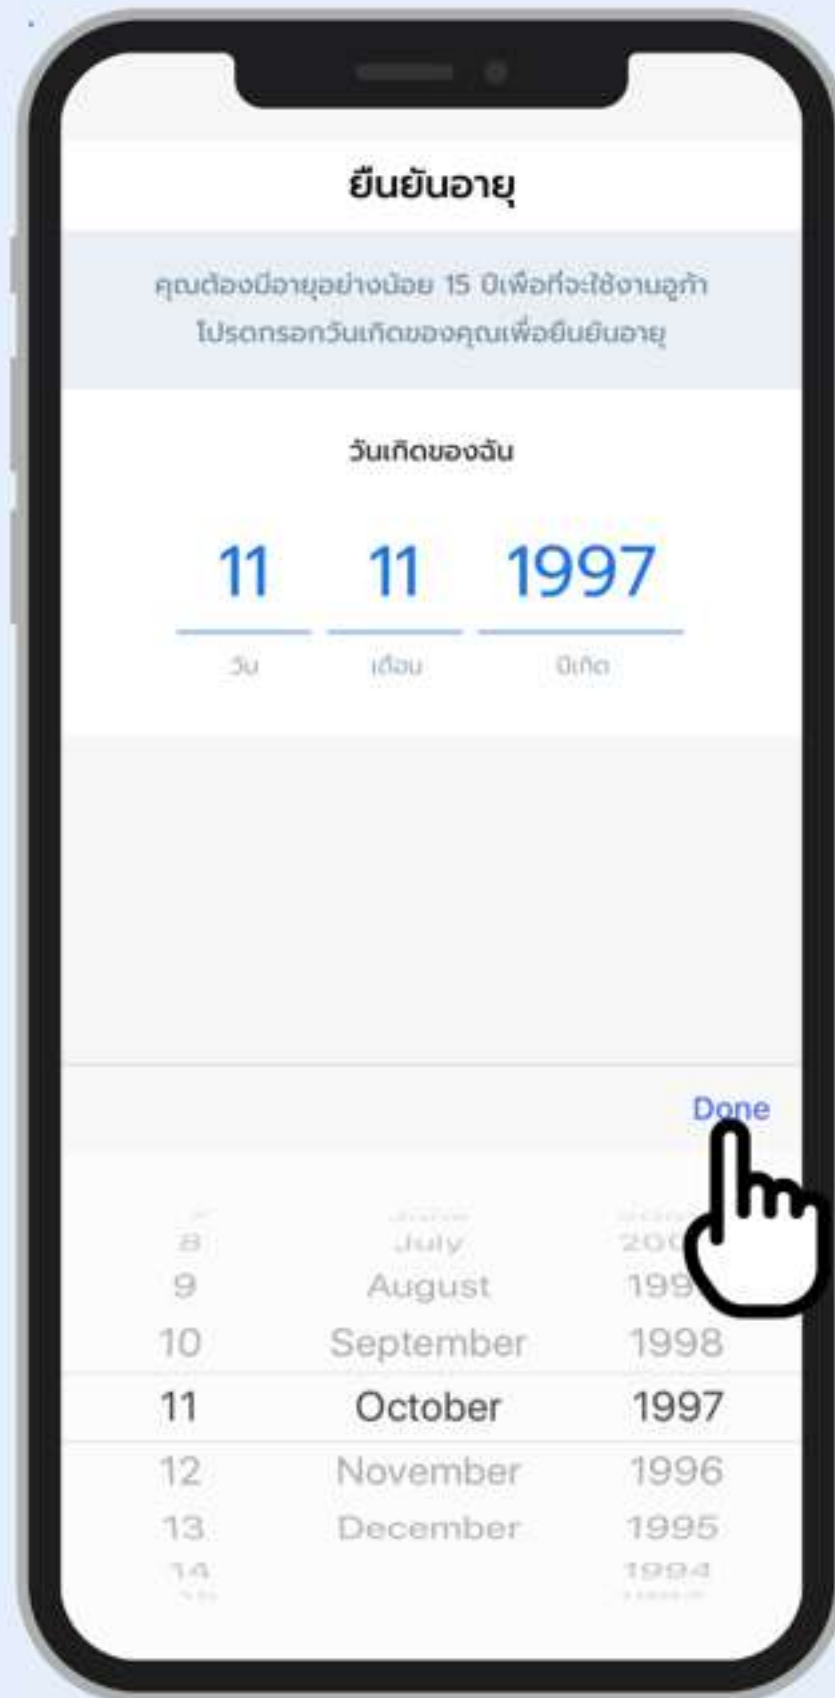 ยืนยันอายุ
คุณต้องมีอายุอย่างน้อย 15 ปีเพื่อที่จะใช้งานอูก้า
โปรดกรอกวันเกิดของคุณเพื่อยืนยันอายุ
วันเกิดของฉัน
11 11 1997
วัน เดือน ปีเกิด
Done
8 July
9 August
10 September 1998
11 October 1997
12 November 1996
13 December 1995
14 1994